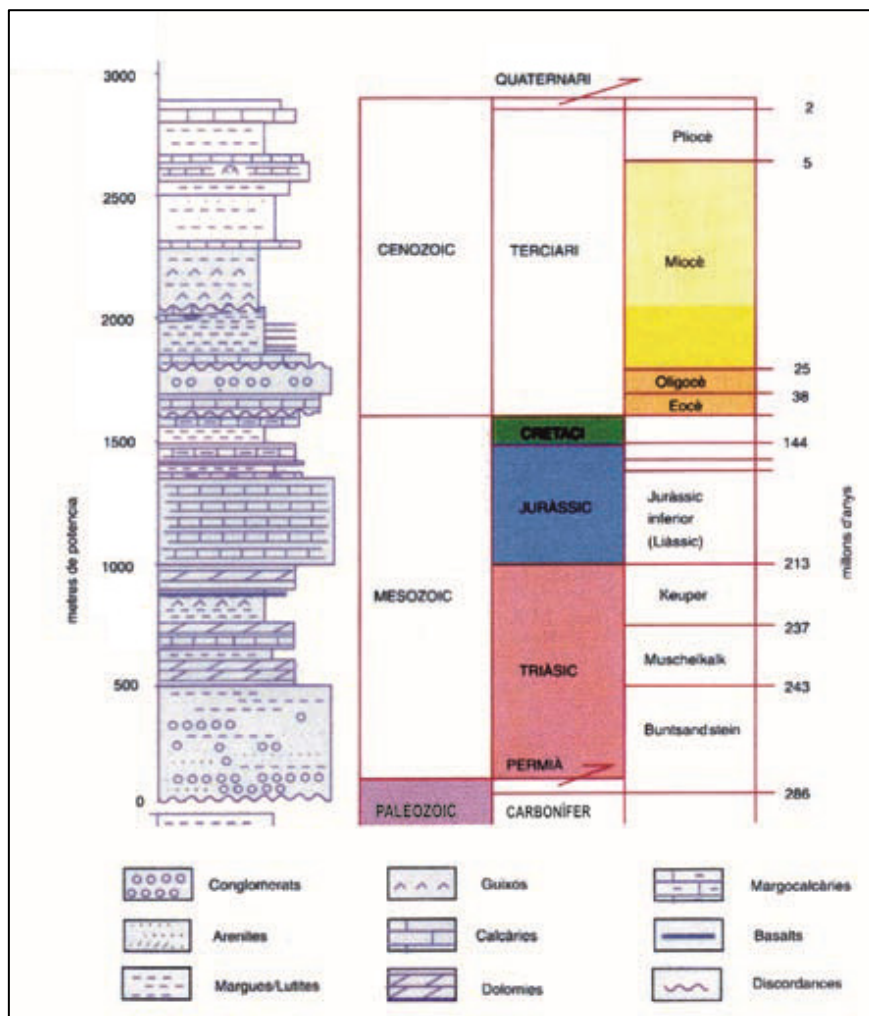 3000
QUATERNARI
2
Pliocè
5
2500
CENOZOIC
TERCIARI
Miocè
2000
25
Oligocè
38
Eocè
1500
CRETACI
144
metres de potencia
JURÀSSIC
Juràssic
inferior
(Liàssic)
milions d'anys
1000
213
MESOZOIC
Keuper
237
TRIÀSIC
Muschelkalk
500
243
Buntsandstein
PERMIÀ
0
286
PALEOZOIC
CARBONÍFER
Conglomerats
Guixos
Margocalcàries
Arenites
Calcàries
Basalts
Margues/Lutites
Dolomies
Discordances